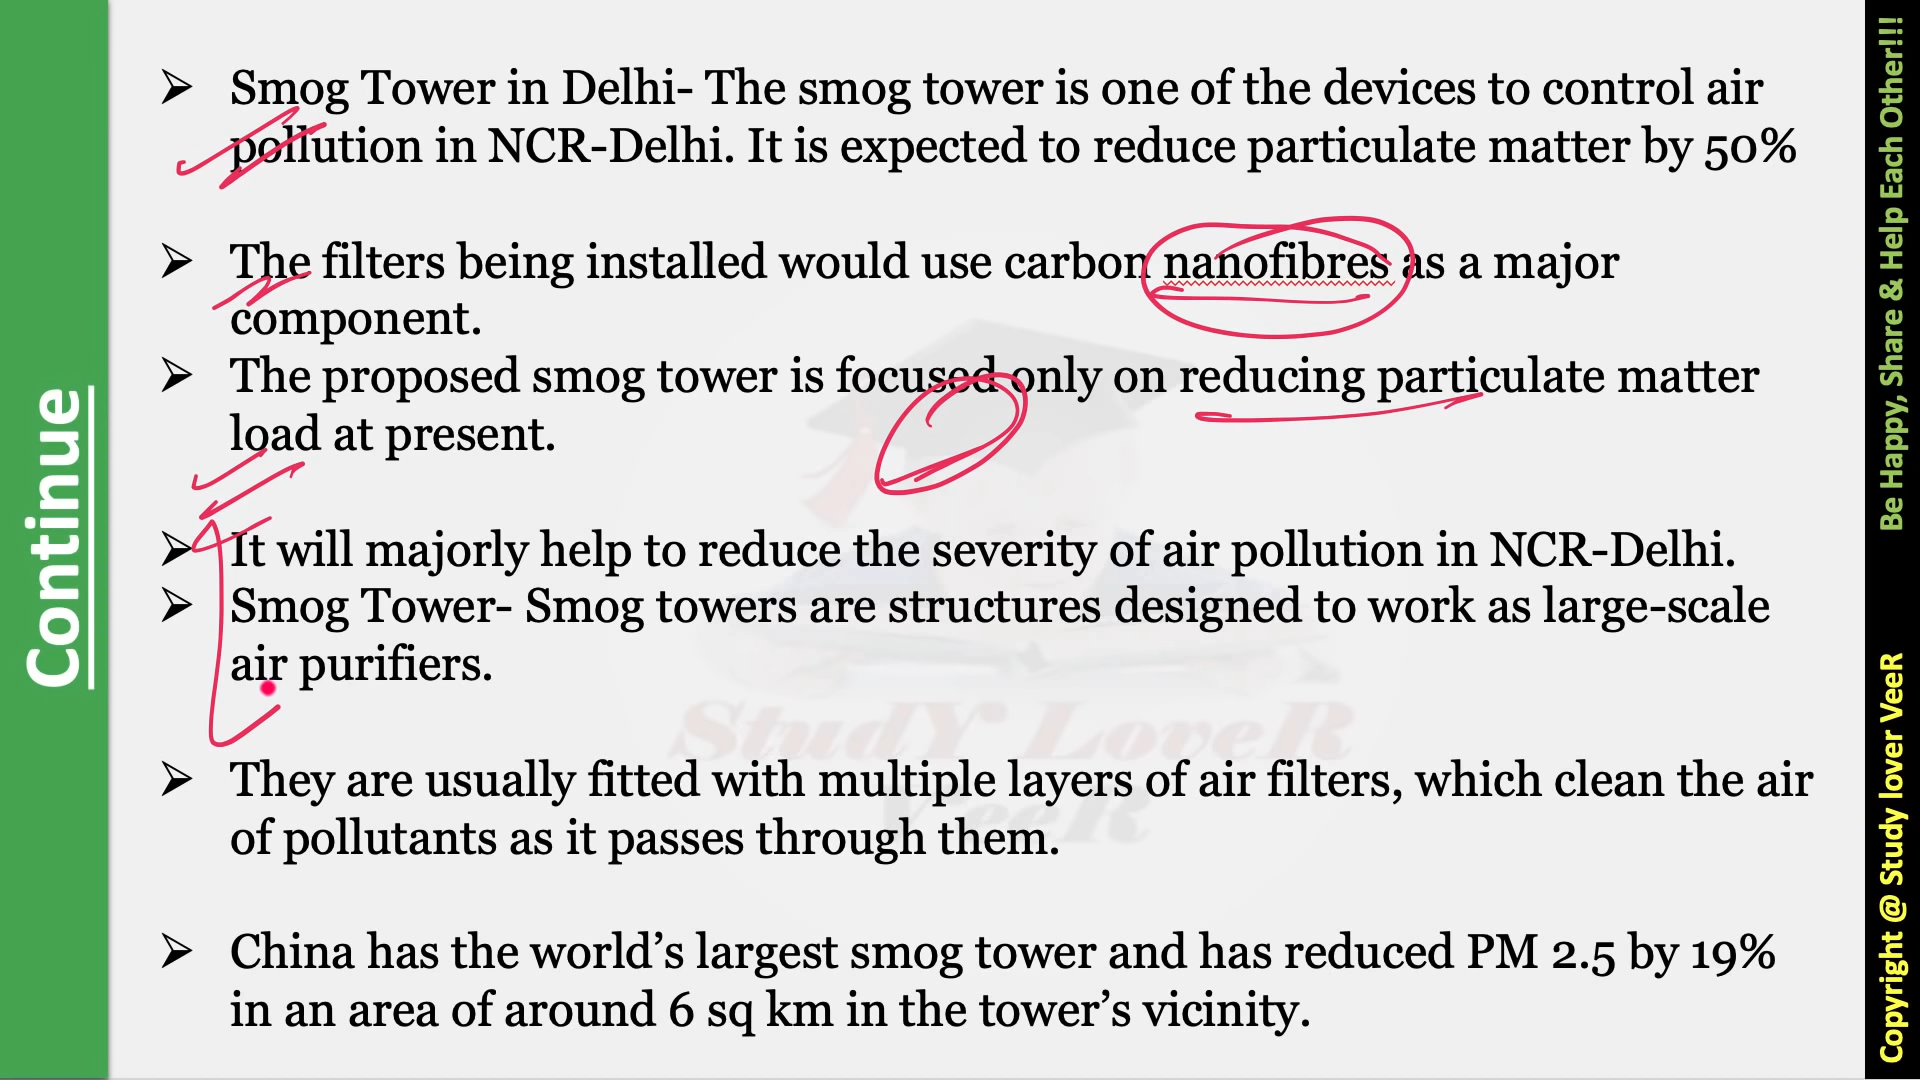 Continue
➢ Smog Tower in Delhi- The smog tower is one of the devices to control air
pollution in NCR-Delhi. It is expected to reduce particulate matter by 50%
➢ The filters being installed would use carbon nanofibres as a major
component.
➢ The proposed smog tower is focused only on reducing particulate matter
load at present.
➢ It will majorly help to reduce the severity of air pollution in NCR-Delhi.
➢ Smog Tower- Smog towers are structures designed to work as large-scale
air purifiers.
➢ They are usually fitted with multiple layers of air filters, which clean the air
of pollutants as it passes through them.
➢ China has the world’s largest smog tower and has reduced PM 2.5 by 19%
in an area of around 6 sq km in the tower’s vicinity.
StudY LoveR
VeeR
Copyright @ Study lover VeeR
Be Happy, Share & Help Each Other!!!